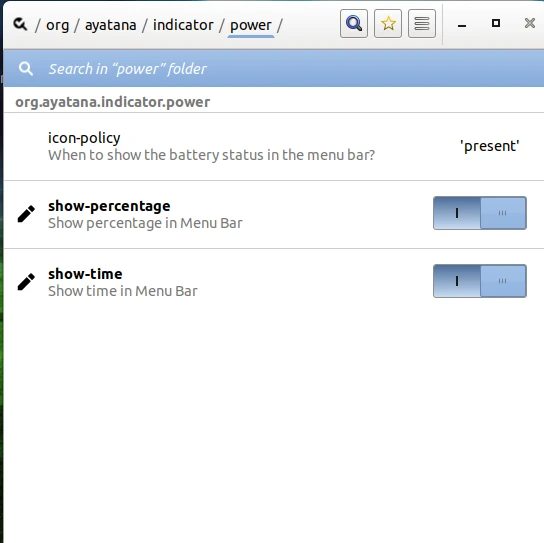 / org / ayatana / indicator / power /
Search in “power” folder
org.ayatana.indicator.power
icon-policy
When to show the battery status in the menu bar?
'present'
show-percentage
Show percentage in Menu Bar
show-time
Show time in Menu Bar